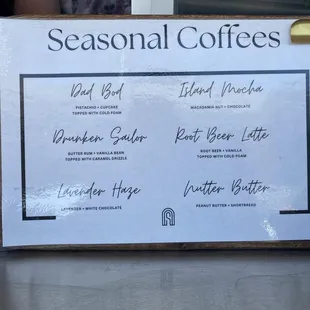 Seasonal Coffees
Dad Bod
PISTACHIO + CUPCAKE
TOPPED WITH COLD FOAM
Island Mocha
MACADAMIA NUT + CHOCOLATE
Drunken Sailor
BUTTER RUM + VANILLA BEAN
TOPPED WITH CARAMEL DRIZZLE
Root Beer Latte
ROOT BEER + VANILLA
TOPPED WITH COLD FOAM
Lavender Haze
LAVENDER + WHITE CHOCOLATE
Nutter Butter
PEANUT BUTTER + SHORTBREAD